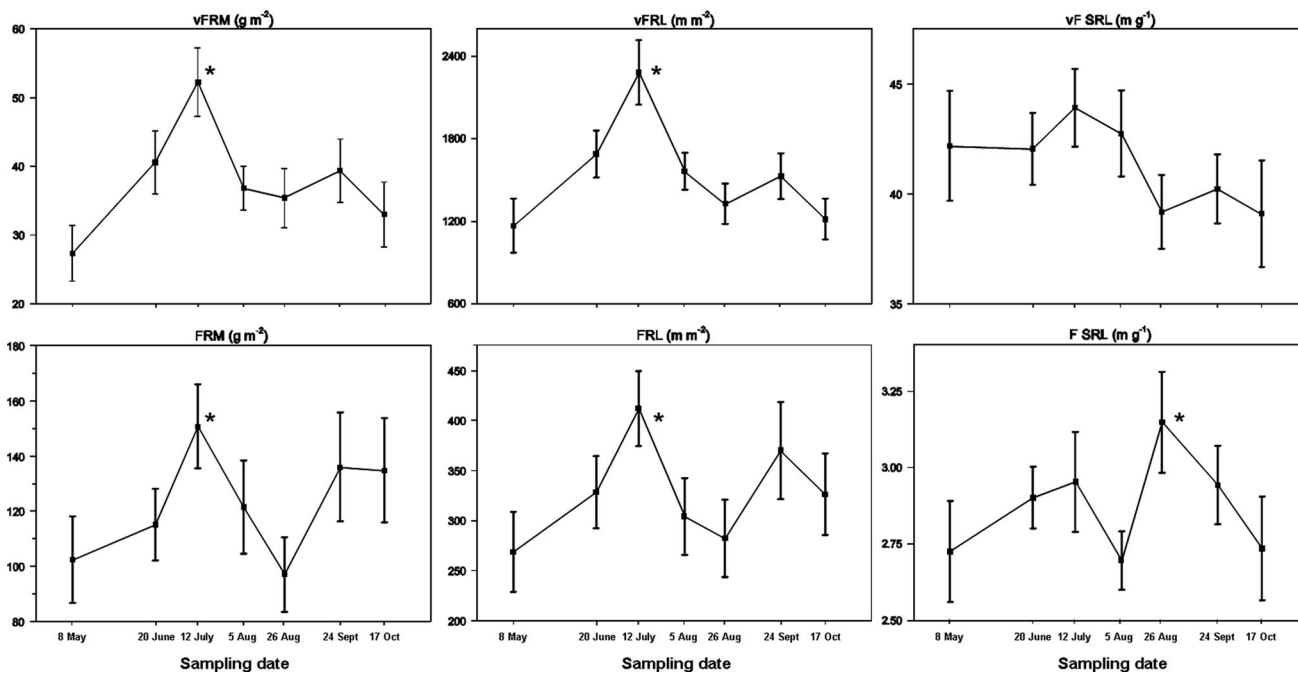 vFRM (g m⁻²)
60
50
40
30
20
*
vFRL (m m⁻²)
2400
1800
1200
600
*
vF SRL (m g⁻¹)
45
40
35
FRM (g m⁻²)
180
160
140
120
100
80
*
8 May 20 June 12 July 5 Aug 26 Aug 24 Sept 17 Oct
Sampling date
FRL (m m⁻²)
450
400
350
300
250
200
*
8 May 20 June 12 July 5 Aug 26 Aug 24 Sept 17 Oct
Sampling date
F SRL (m g⁻¹)
3.25
3.00
2.75
2.50
*
8 May 20 June 12 July 5 Aug 26 Aug 24 Sept 17 Oct
Sampling date